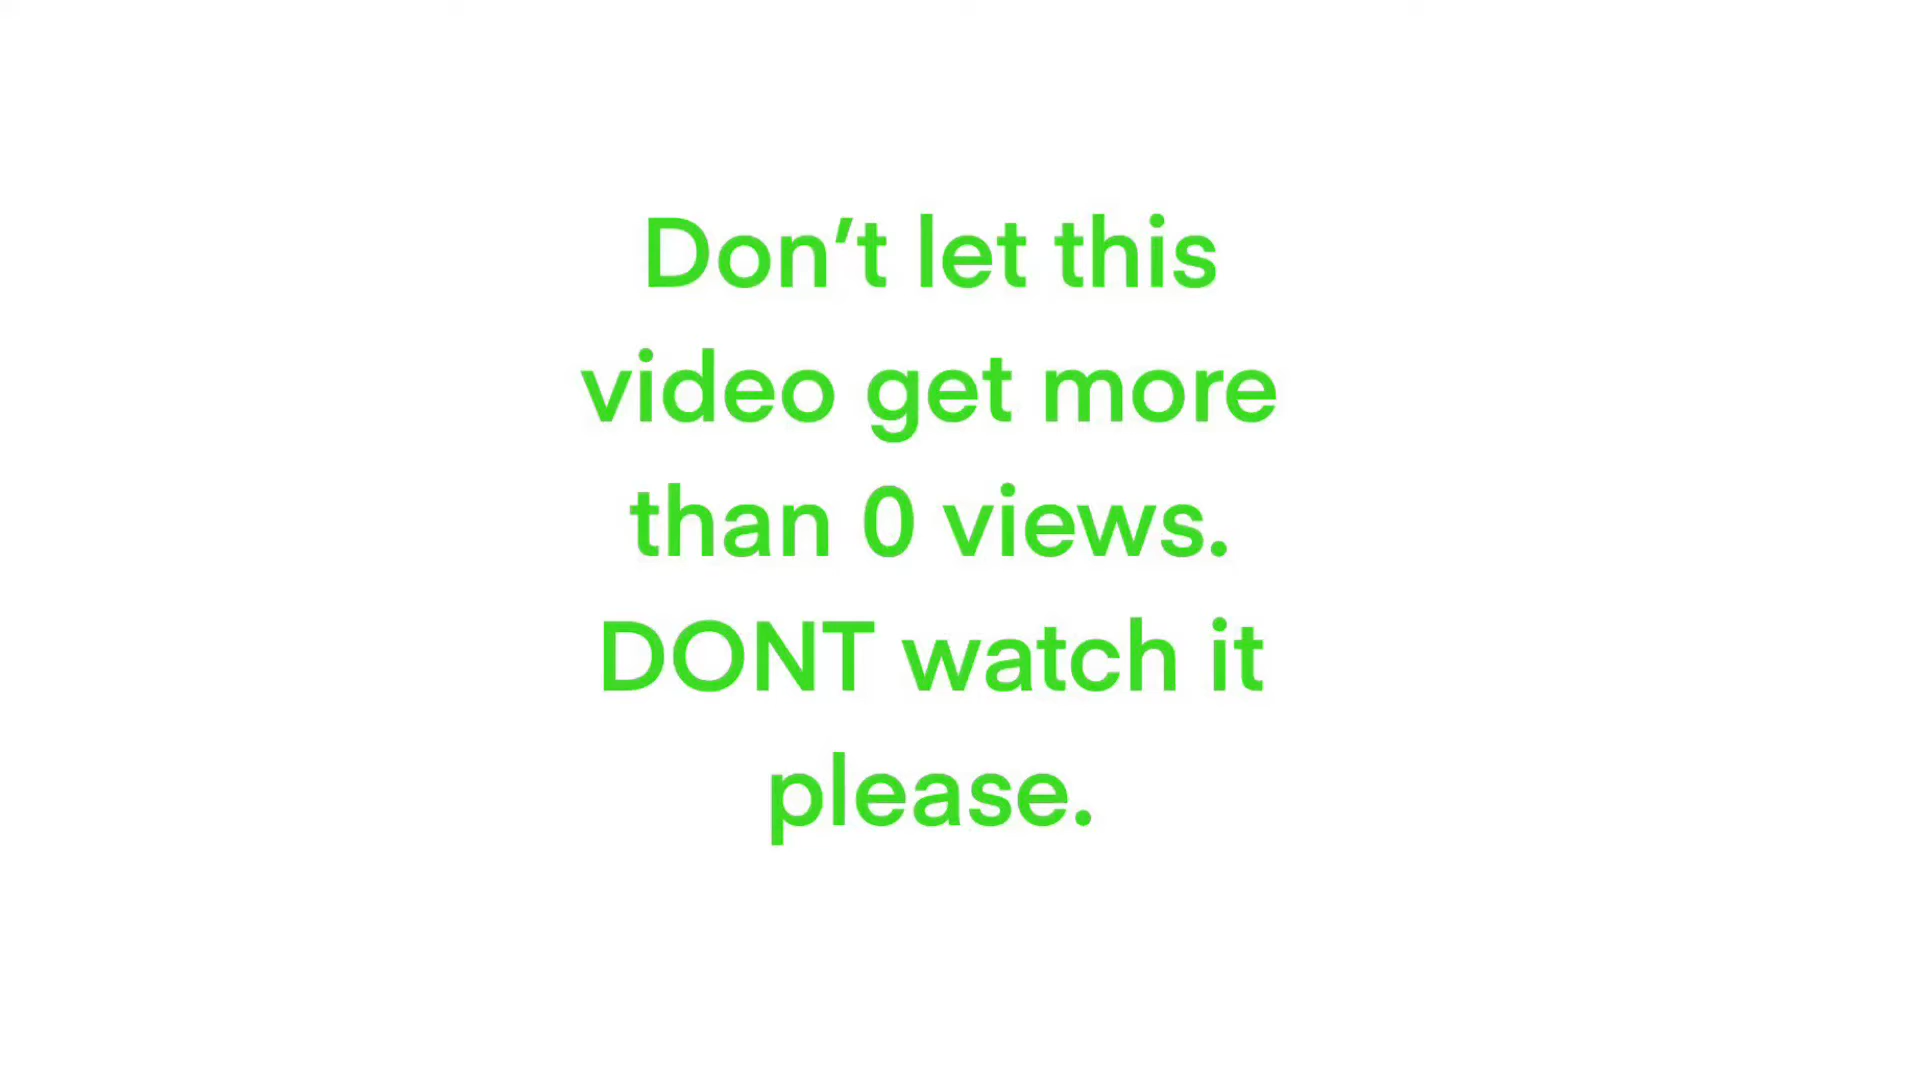 Don’t let this
video get more
than 0 views.
DONT watch it
please.